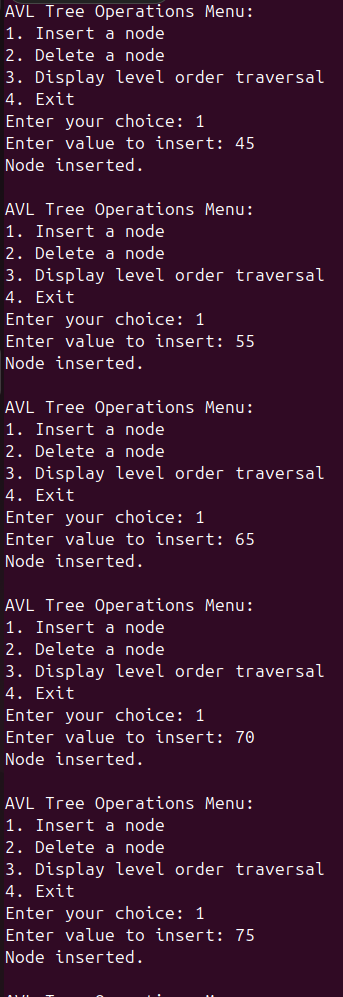 AVL Tree Operations Menu:
1. Insert a node
2. Delete a node
3. Display level order traversal
4. Exit
Enter your choice: 1
Enter value to insert: 45
Node inserted.

AVL Tree Operations Menu:
1. Insert a node
2. Delete a node
3. Display level order traversal
4. Exit
Enter your choice: 1
Enter value to insert: 55
Node inserted.

AVL Tree Operations Menu:
1. Insert a node
2. Delete a node
3. Display level order traversal
4. Exit
Enter your choice: 1
Enter value to insert: 65
Node inserted.

AVL Tree Operations Menu:
1. Insert a node
2. Delete a node
3. Display level order traversal
4. Exit
Enter your choice: 1
Enter value to insert: 70
Node inserted.

AVL Tree Operations Menu:
1. Insert a node
2. Delete a node
3. Display level order traversal
4. Exit
Enter your choice: 1
Enter value to insert: 75
Node inserted.